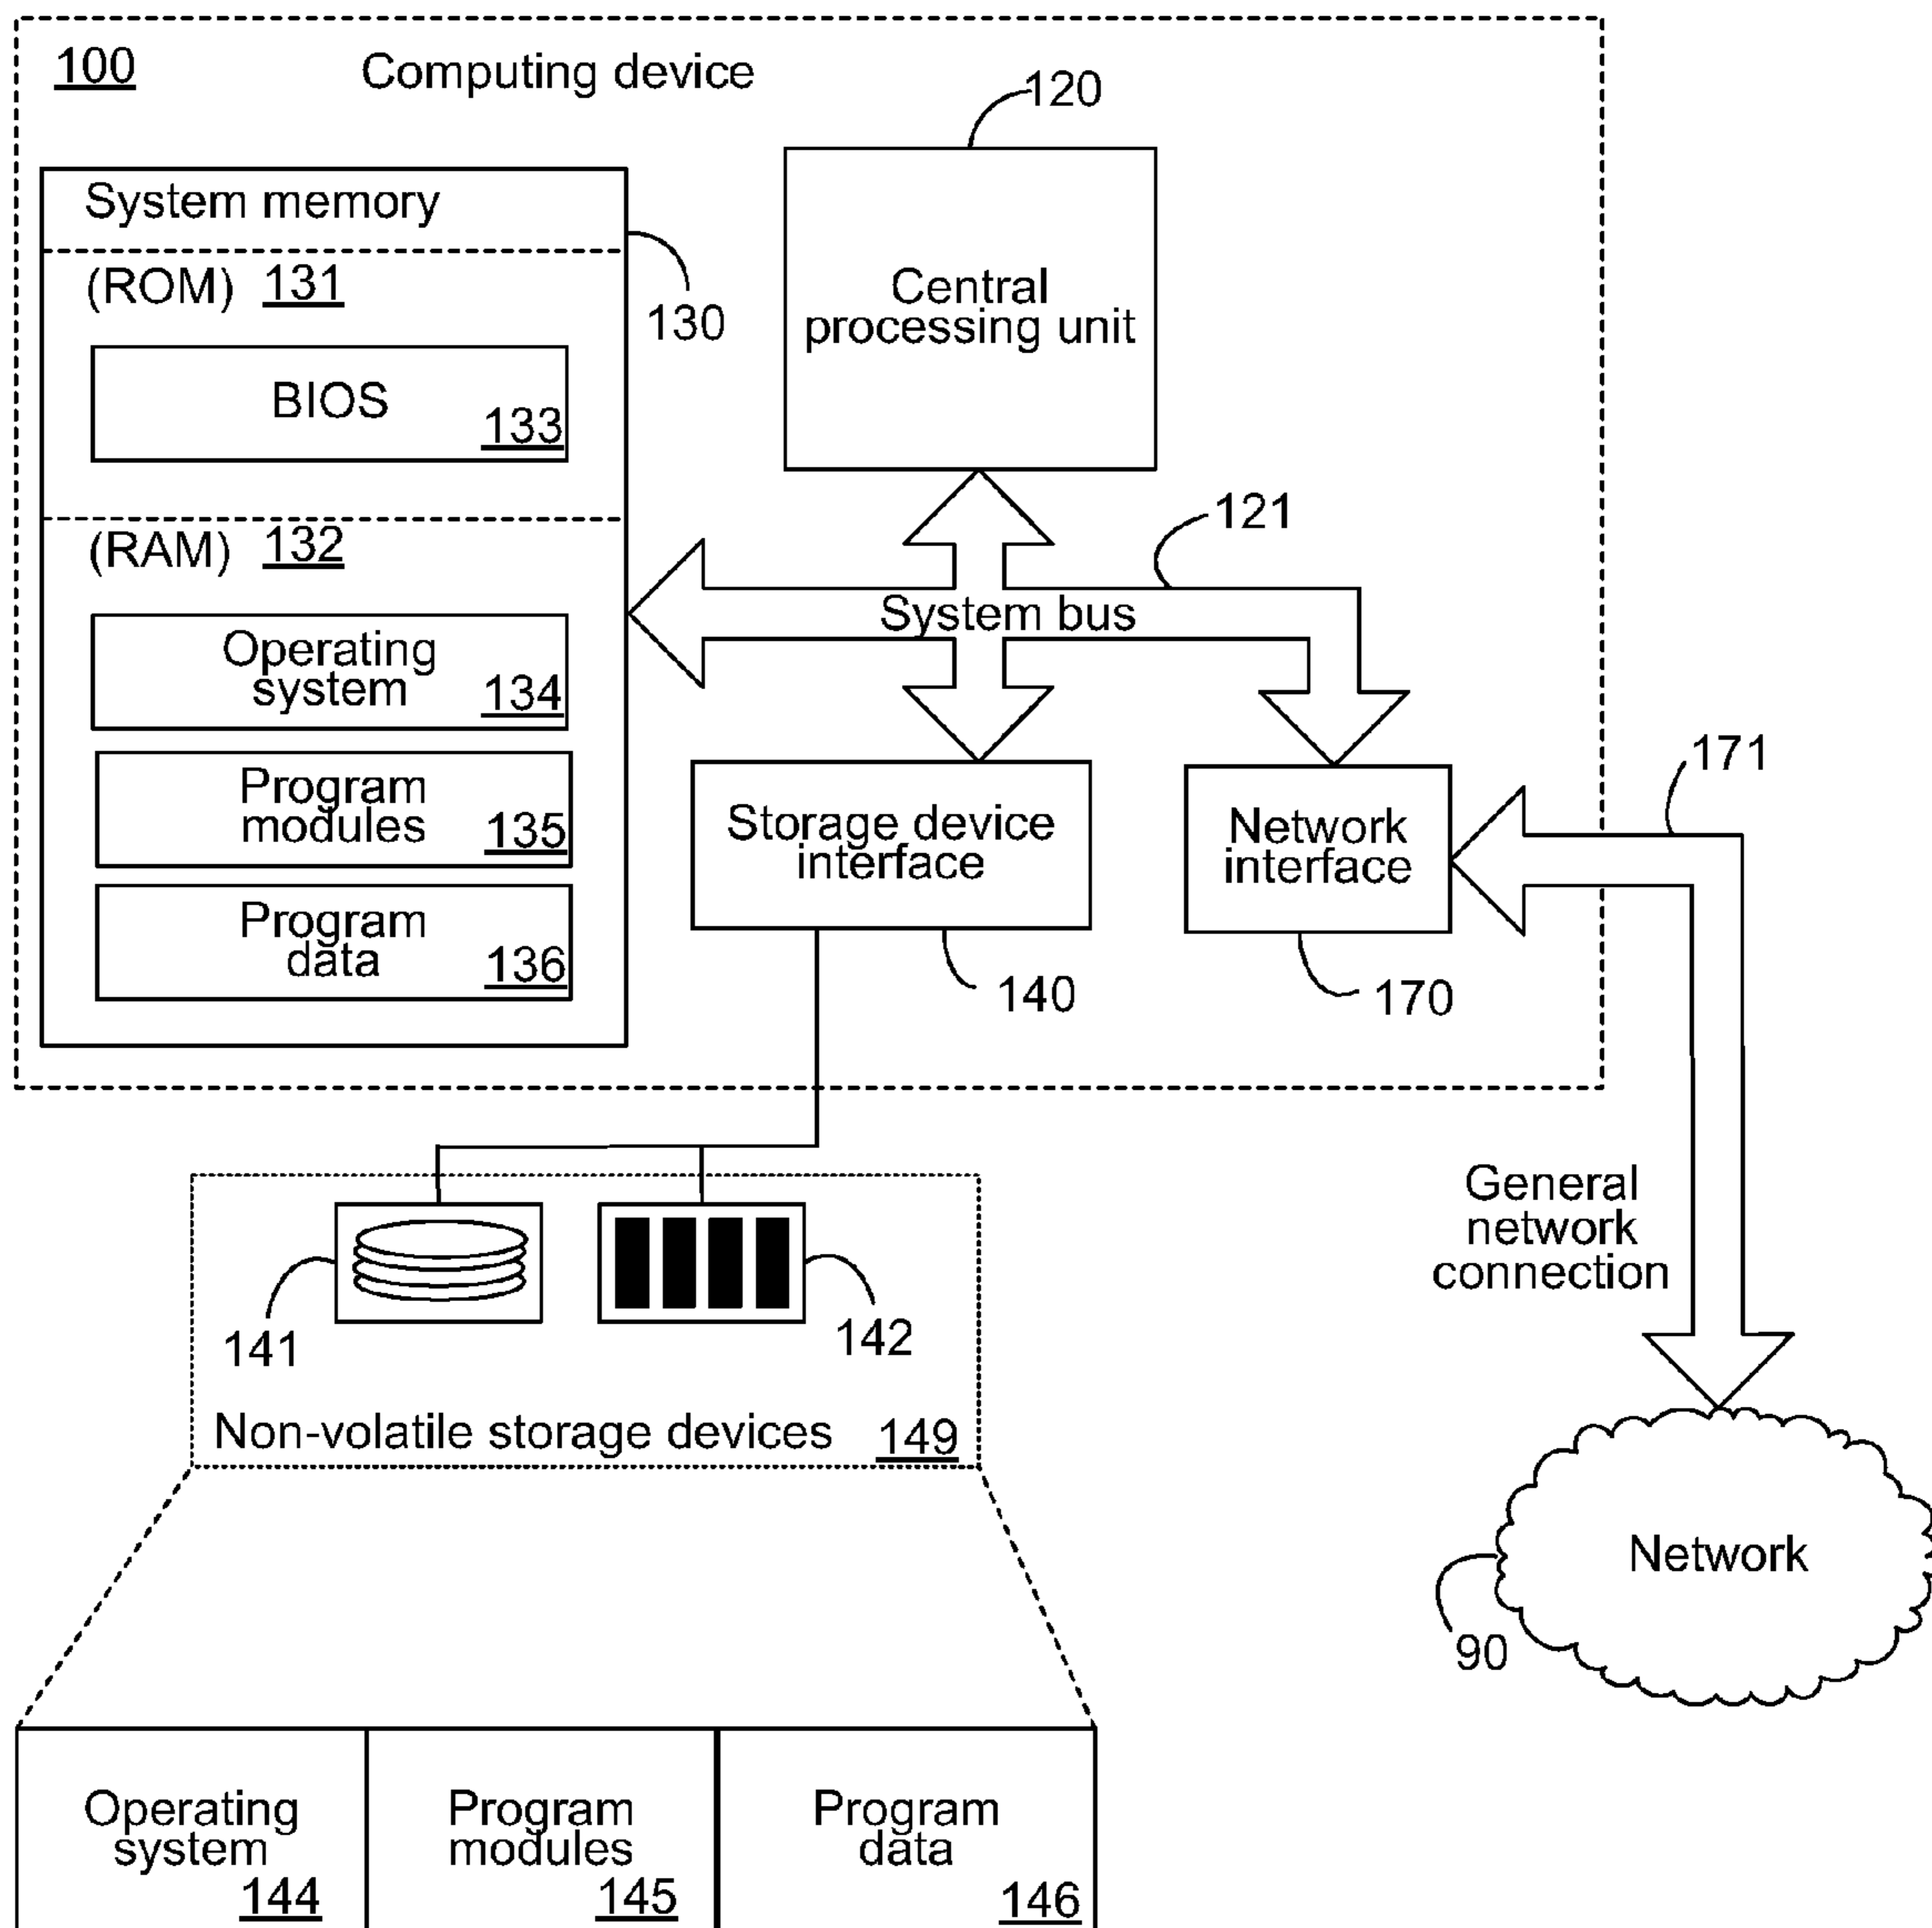 100
Computing device
120
System memory
(ROM) 131
130
BIOS
133
Central
processing unit
121
(RAM) 132
System bus
Operating
system
134
Program
modules
135
Program
data
136
Storage device
interface
140
Network
interface
170
171
General
network
connection
141
142
Non-volatile storage devices 149
Network
90
Operating
system
144
Program
modules
145
Program
data
146